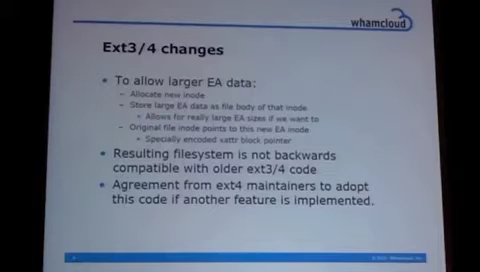 whamcloud
Ext3/4 changes
• To allow larger EA data:
– Allocate new inode
– Store large EA data as file body of that inode
• Allows for really large EA sizes if we want to
– Original file inode points to this new EA inode
• Specially encoded xattr block pointer
• Resulting filesystem is not backwards
compatible with older ext3/4 code
• Agreement from ext4 maintainers to adopt
this code if another feature is implemented.
Whamcloud, Inc.